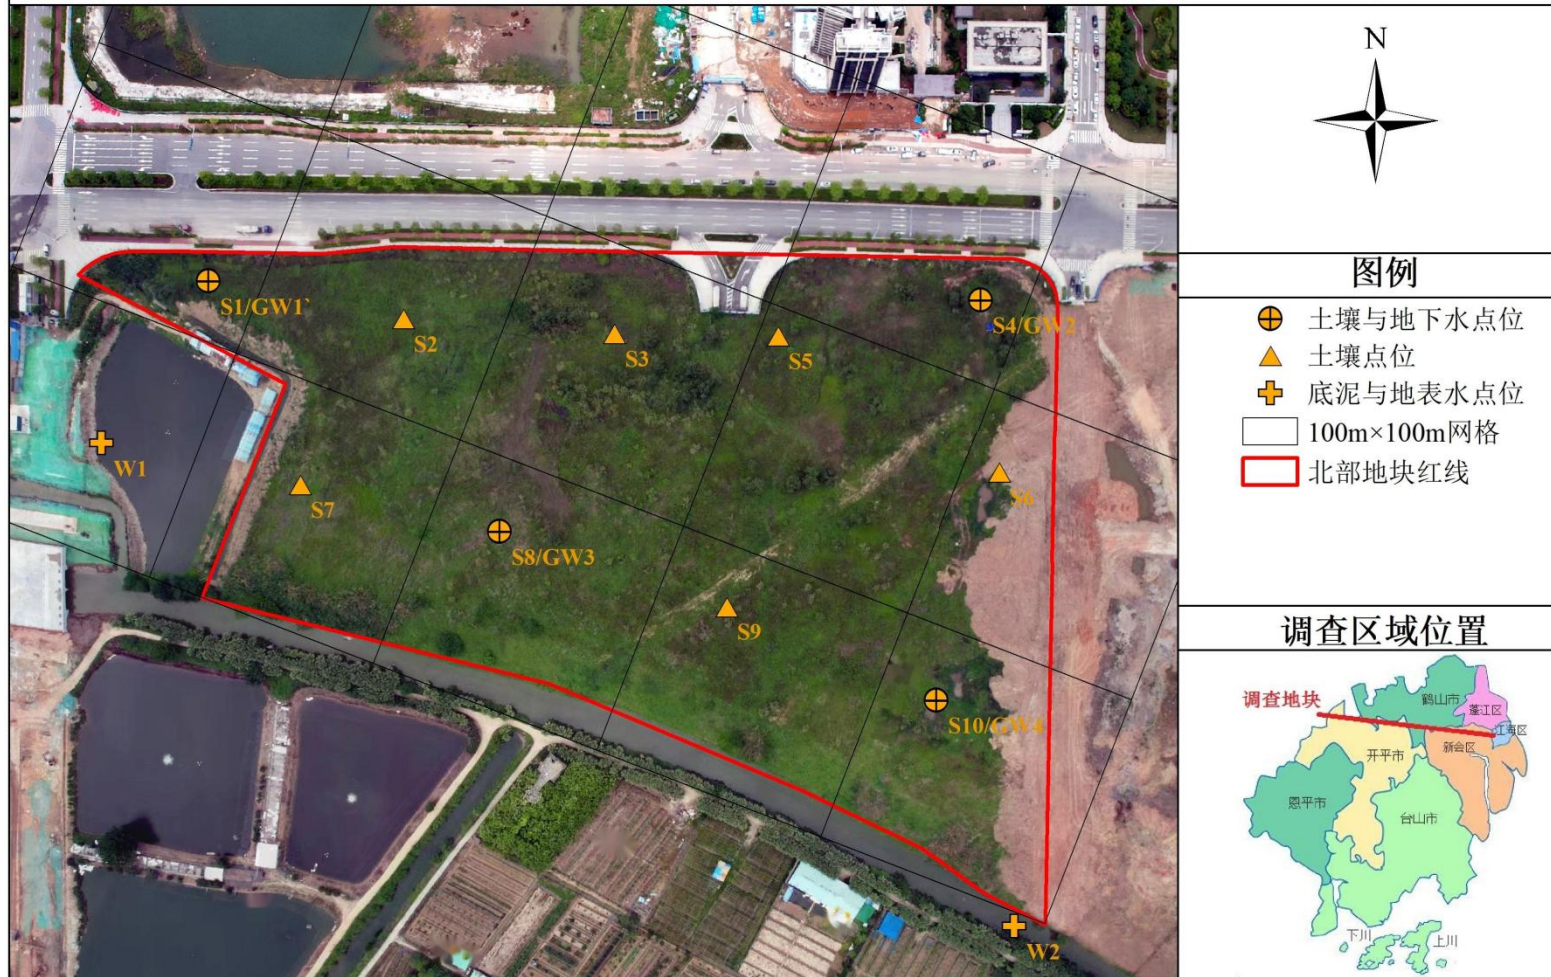 N
图例
土壤与地下水点位
土壤点位
底泥与地表水点位
100m×100m网格
北部地块红线
调查区域位置
调查地块
鹤山市
蓬江区
江海区
新会区
开平市
恩平市
台山市
下川
上川
S1/GW1`
S2
S3
S5
S4/GW2
W1
S7
S8/GW3
S6
S9
S10/GW4
W2